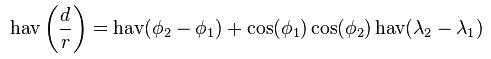 hav(d/r) = hav(ϕ₂ − ϕ₁) + cos(ϕ₁) cos(ϕ₂) hav(λ₂ − λ₁)